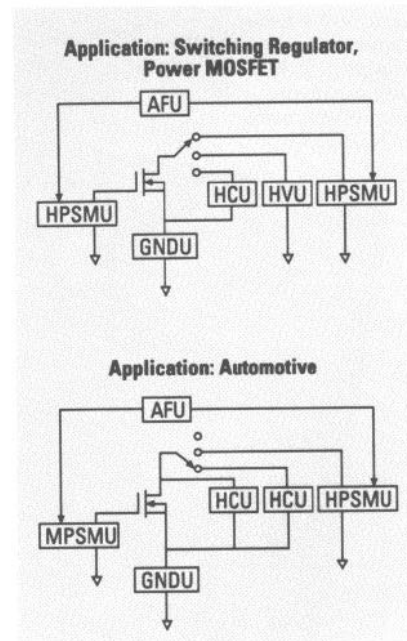 Application: Switching Regulator,
Power MOSFET
AFU
HCU
HVU
HPSMU
HPSMU
GNDU
Application: Automotive
AFU
HCU
HCU
HPSMU
MPSMU
GNDU